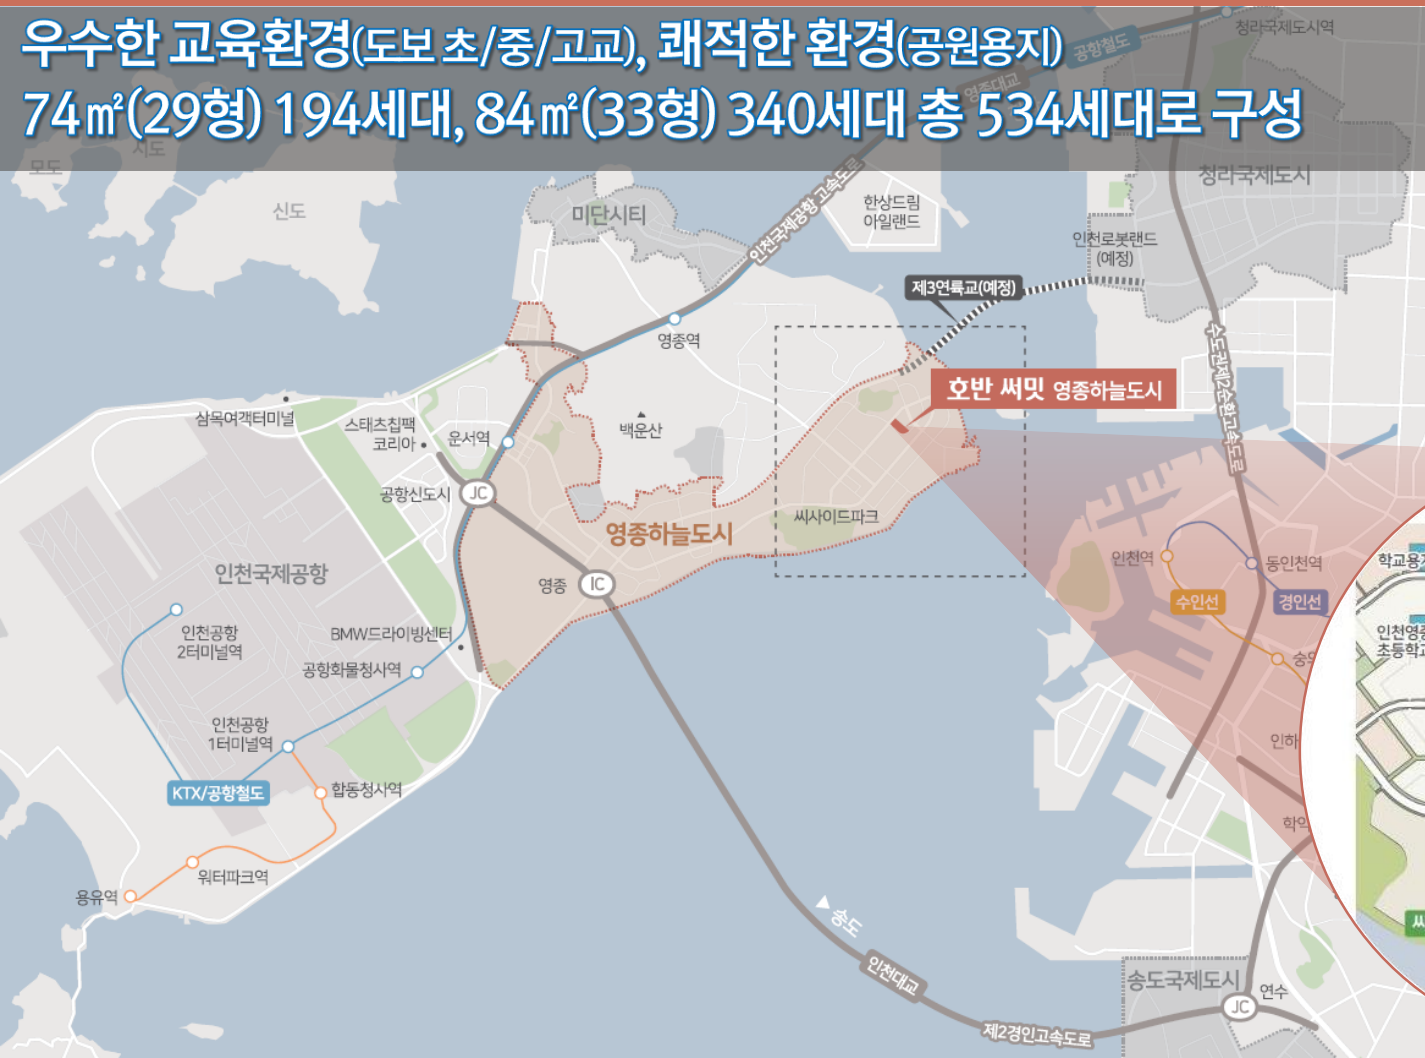 우수한 교육환경(도보 초/중/고교), 쾌적한 환경(공원용지)
74㎡(29형) 194세대, 84㎡(33형) 340세대 총 534세대로 구성
청라국제도시역
공항철도
영종대교
모도
시도
신도
청라국제도시
미단시티
인천국제공항 고속도로
한상드림
아일랜드
인천로봇랜드
(예정)
제3연륙교(예정)
영종역
수도권제2순환고속도로
호반 써밋 영종하늘도시
삼목여객터미널
스태츠칩팩
코리아
운서역
백운산
공항신도시
JC
씨사이드파크
영종하늘도시
인천국제공항
영종
IC
인천역
동인천역
수인선
경인선
학교용
인천영
초등학
인천공항
2터미널역
BMW드라이빙센터
공항화물청사역
숭
인천공항
1터미널역
인하
KTX/공항철도
합동청사역
학익
워터파크역
용유역
송도
인천대교
송도국제도시
JC
연수
제2경인고속도로